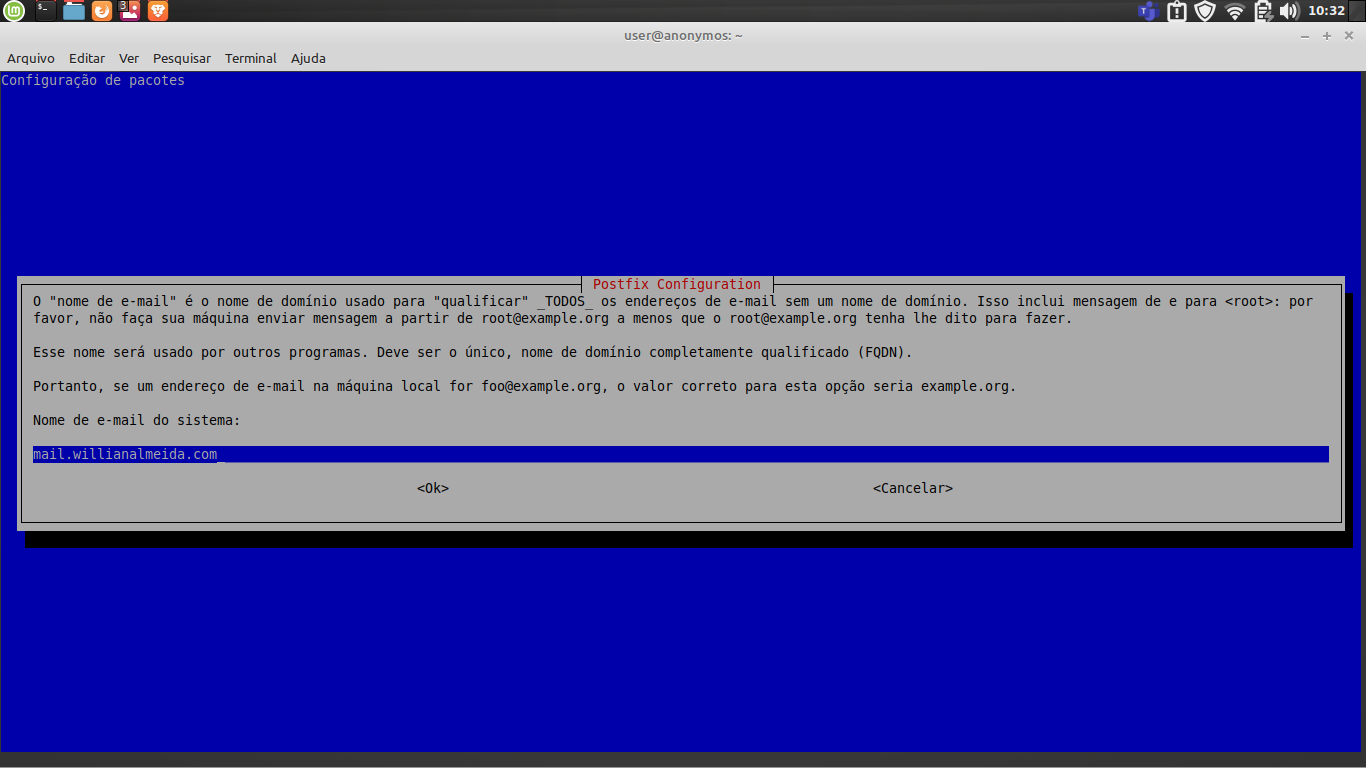 3
10:32
user@anonymos: ~
Arquivo Editar Ver Pesquisar Terminal Ajuda
Configuração de pacotes
Postfix Configuration
O "nome de e-mail" é o nome de domínio usado para "qualificar" _TODOS_ os endereços de e-mail sem um nome de domínio. Isso inclui mensagem de e para <root>: por
favor, não faça sua máquina enviar mensagem a partir de root@example.org a menos que o root@example.org tenha lhe dito para fazer.
Esse nome será usado por outros programas. Deve ser o único, nome de domínio completamente qualificado (FQDN).
Portanto, se um endereço de e-mail na máquina local for foo@example.org, o valor correto para esta opção seria example.org.
Nome de e-mail do sistema:
mail.willianalmeida.com_
<Ok> <Cancelar>